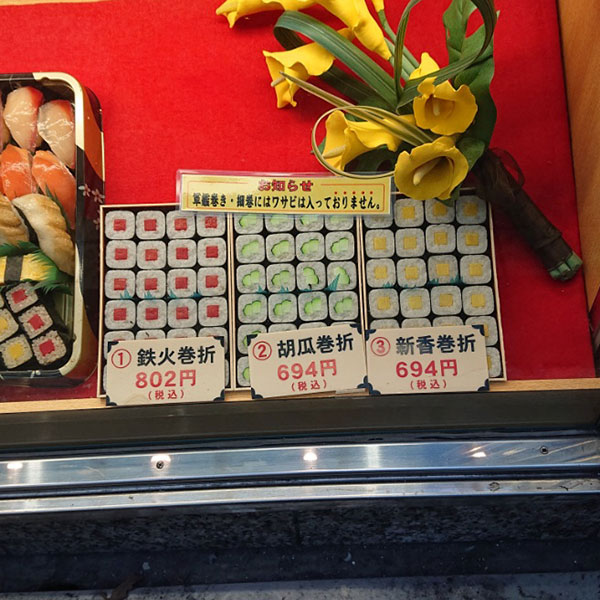 お知らせ
軍艦巻き・細巻にはワサビは入っておりません。
① 鉄火巻折
802円
(税込)
② 胡瓜巻折
694円
(税込)
③ 新香巻折
694円
(税込)